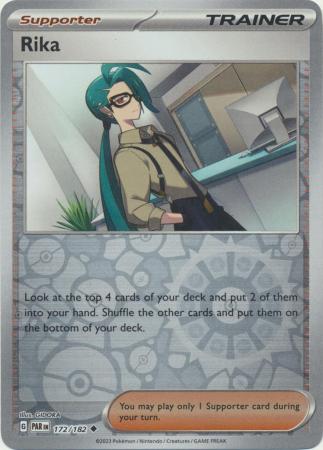 Supporter TRAINER
Rika
Look at the top 4 cards of your deck and put 2 of them
into your hand. Shuffle the other cards and put them on
the bottom of your deck.
Illus. GIDORA
G PAR EN 172/182 ◆
You may play only 1 Supporter card during
your turn.
©2023 Pokémon / Nintendo / Creatures / GAME FREAK